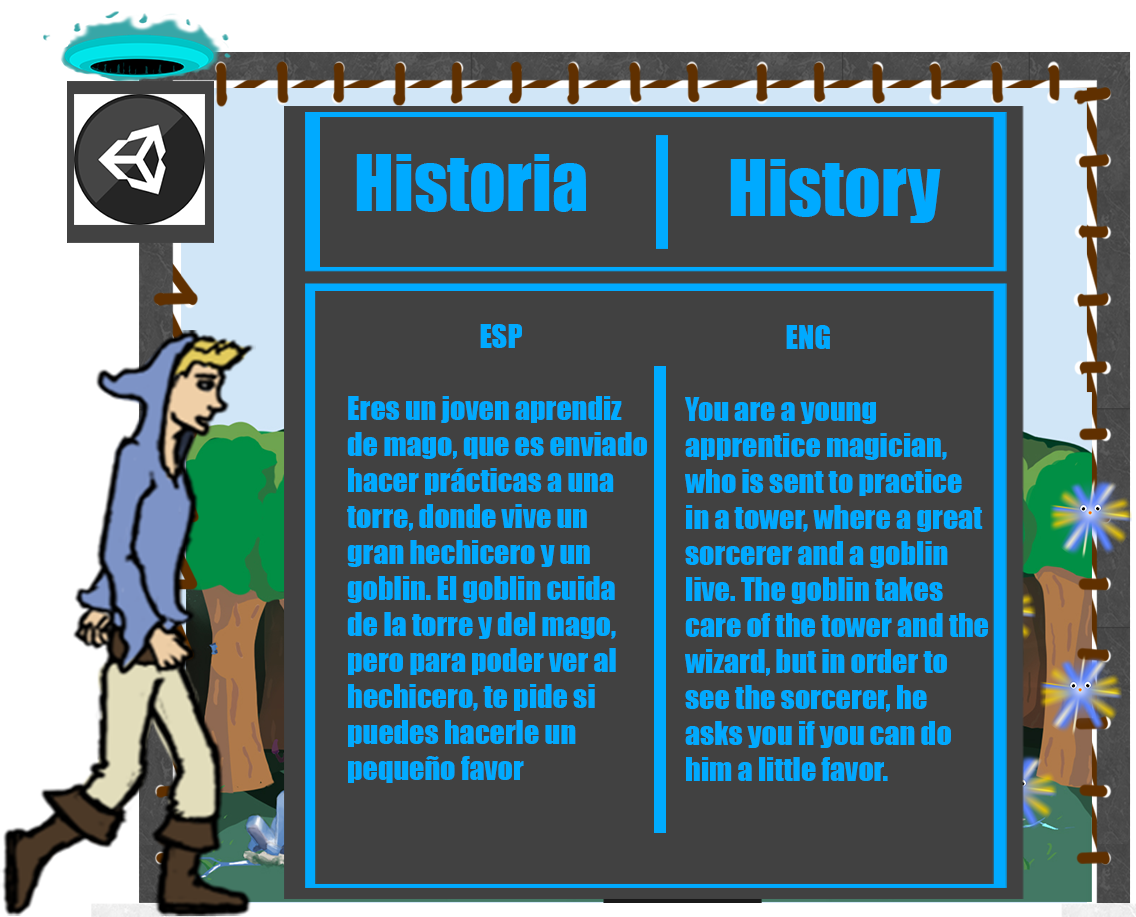 Historia
History
ESP
Eres un joven aprendiz
de mago, que es enviado
hacer prácticas a una
torre, donde vive un
gran hechicero y un
goblin. El goblin cuida
de la torre y del mago,
pero para poder ver al
hechicero, te pide si
puedes hacerle un
pequeño favor
ENG
You are a young
apprentice magician,
who is sent to practice
in a tower, where a great
sorcerer and a goblin
live. The goblin takes
care of the tower and the
wizard, but in order to
see the sorcerer, he
asks you if you can do
him a little favor.